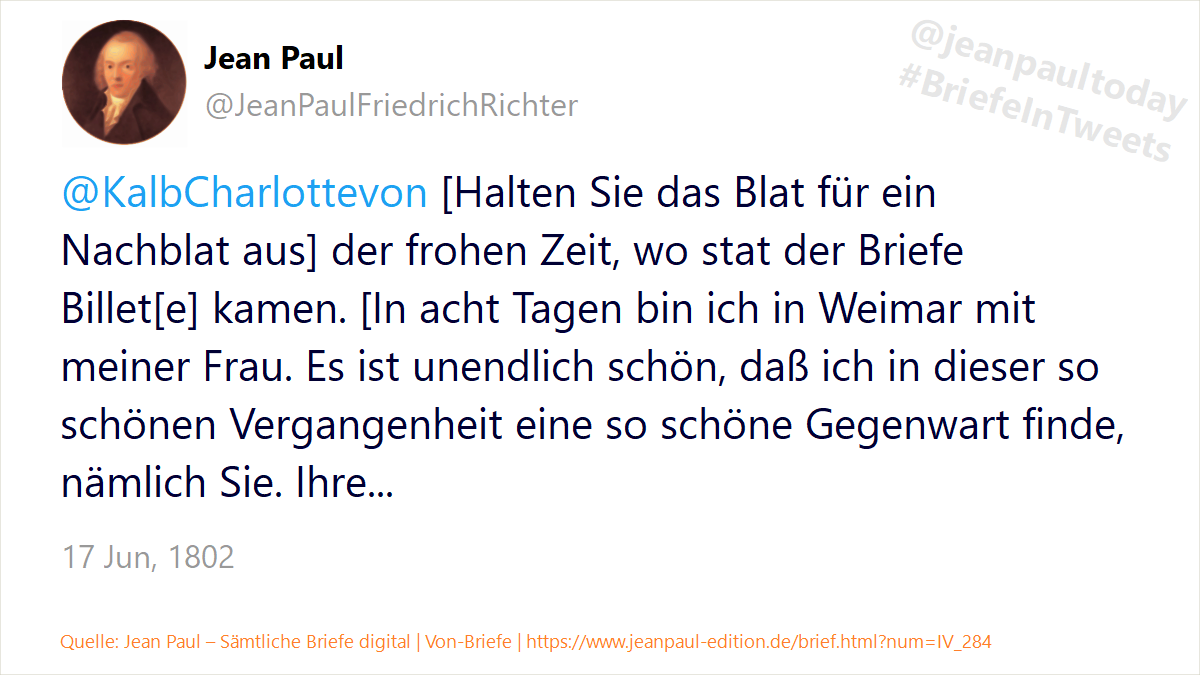 Jean Paul
@JeanPaulFriedrichRichter
@jeanpaultoday
#BriefeInTweets
@KalbCharlottevon [Halten Sie das Blat für ein
Nachblat aus] der frohen Zeit, wo stat der Briefe
Billet[e] kamen. [In acht Tagen bin ich in Weimar mit
meiner Frau. Es ist unendlich schön, daß ich in dieser so
schönen Vergangenheit eine so schöne Gegenwart finde,
nämlich Sie. Ihre...
17 Jun, 1802
Quelle: Jean Paul – Sämtliche Briefe digital | Von-Briefe | https://www.jeanpaul-edition.de/brief.html?num=IV_284